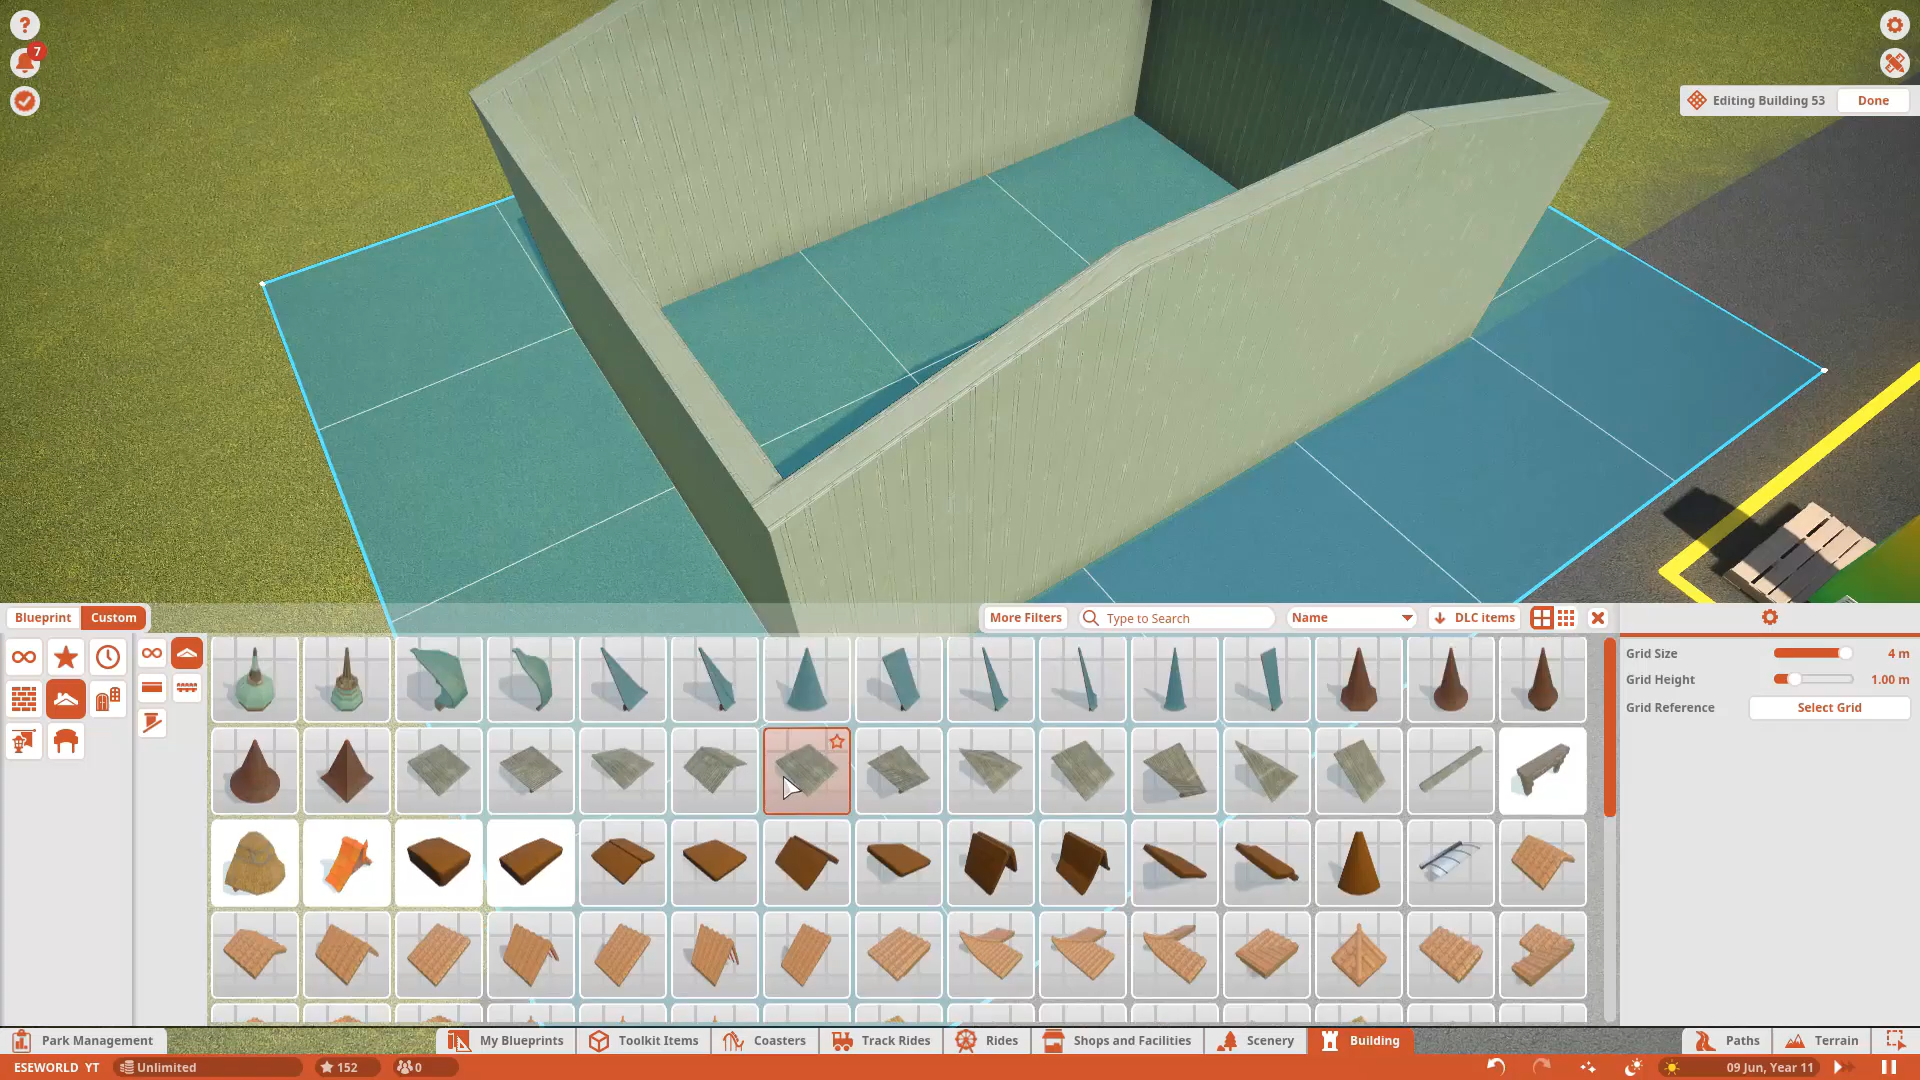 ?
7
Editing Building 53
Done
Blueprint
Custom
More Filters
Type to Search
Name
DLC items
Grid Size
4 m
Grid Height
1.00 m
Grid Reference
Select Grid
Park Management
My Blueprints
Toolkit Items
Coasters
Track Rides
Rides
Shops and Facilities
Scenery
Building
Paths
Terrain
ESEWORLD YT
Unlimited
152
0
09 Jun, Year 11